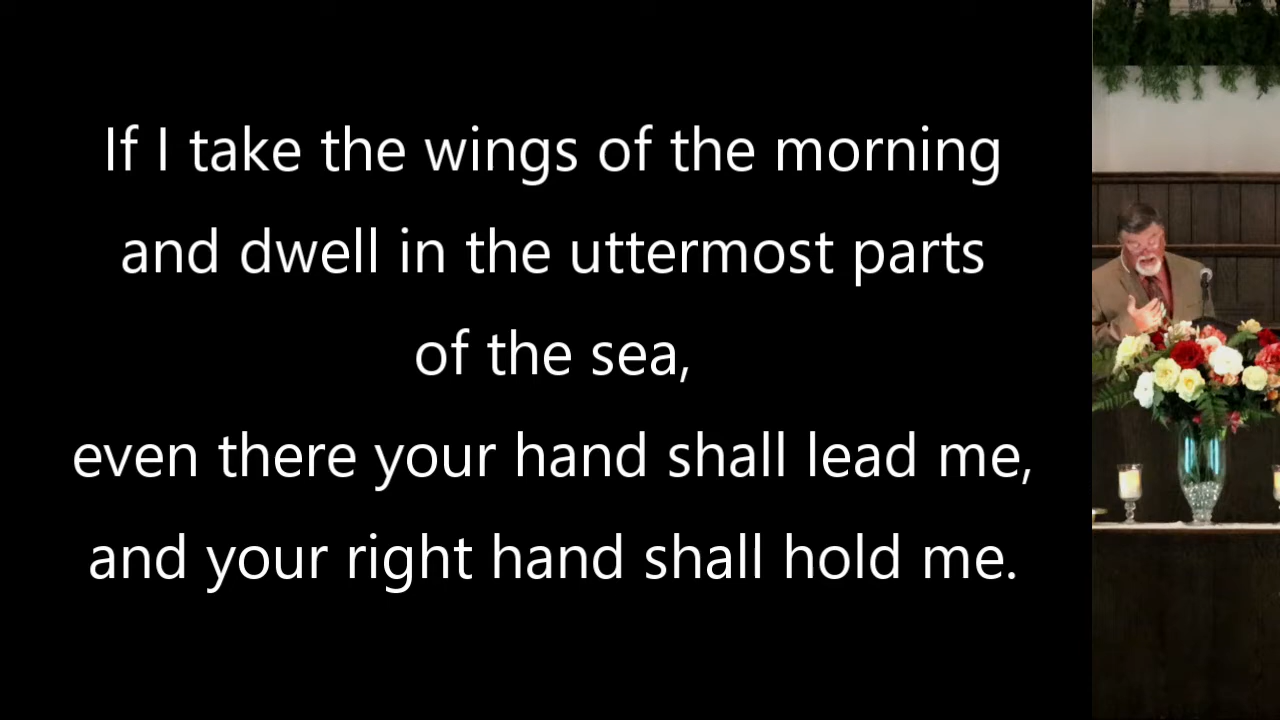 If I take the wings of the morning
and dwell in the uttermost parts
of the sea,
even there your hand shall lead me,
and your right hand shall hold me.